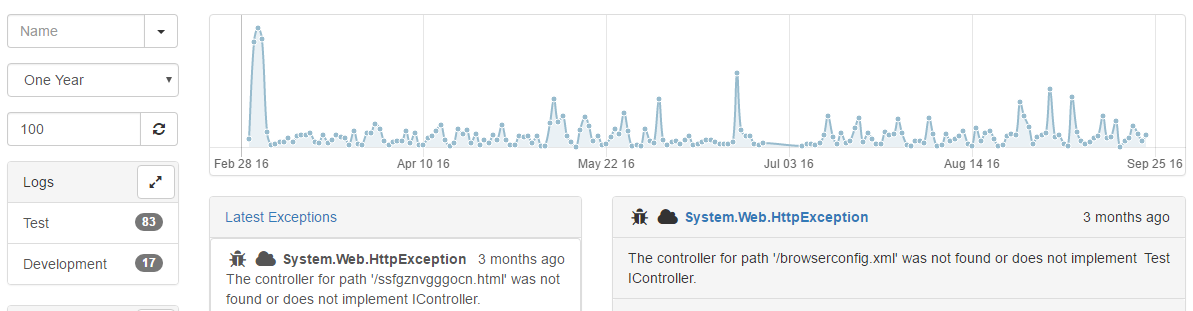 Name
One Year
100
Logs
Test 83
Development 17
Feb 28 16 Apr 10 16 May 22 16 Jul 03 16 Aug 14 16 Sep 25 16
Latest Exceptions
System.Web.HttpException 3 months ago
The controller for path '/ssfgznvgggocn.html' was not
found or does not implement IController.
System.Web.HttpException 3 months ago
The controller for path '/browserconfig.xml' was not found or does not implement Test
IController.